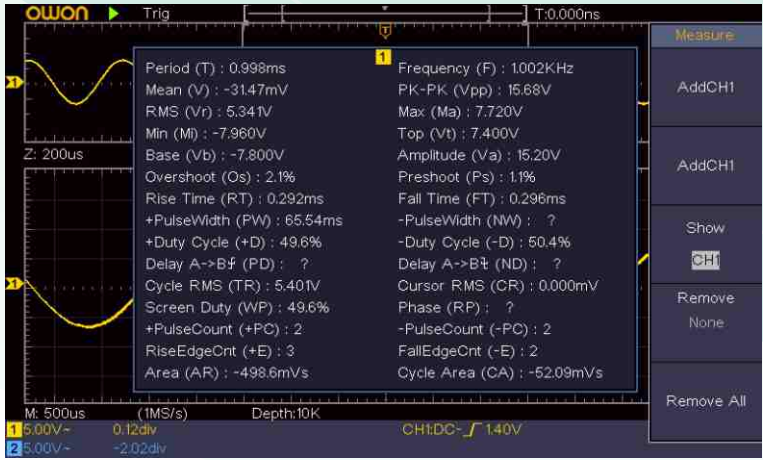 OWON Trig T:0.000ns
Measure
1
Period (T) : 0.998ms Frequency (F) : 1.002KHz
Mean (V) : -31.47mV PK-PK (Vpp) : 15.68V
RMS (Vr) : 5.341V Max (Ma) : 7.720V
Min (Mi) : -7.960V Top (Vt) : 7.400V
Base (Vb) : -7.800V Amplitude (Va) : 15.20V
Overshoot (Os) : 2.1% Preshoot (Ps) : 1.1%
Rise Time (RT) : 0.292ms Fall Time (FT) : 0.296ms
+PulseWidth (PW) : 65.54ms -PulseWidth (NW) : ?
+Duty Cycle (+D) : 49.6% -Duty Cycle (-D) : 50.4%
Delay A->B (PD) : ? Delay A->B (ND) : ?
Cycle RMS (TR) : 5.401V Cursor RMS (CR) : 0.000mV
Screen Duty (WP) : 49.6% Phase (RP) : ?
+PulseCount (+PC) : 2 -PulseCount (-PC) : 2
RiseEdgeCnt (+E) : 3 FallEdgeCnt (-E) : 2
Area (AR) : -498.6mVs Cycle Area (CA) : -52.09mVs
1
Z: 200us
1
AddCH1
AddCH1
Show
CH1
Remove
None
Remove All
M: 500us (1MS/s) Depth:10K
1 5.00V~ 0.12div CH1:DC- 1.40V
2 5.00V~ -2.02div